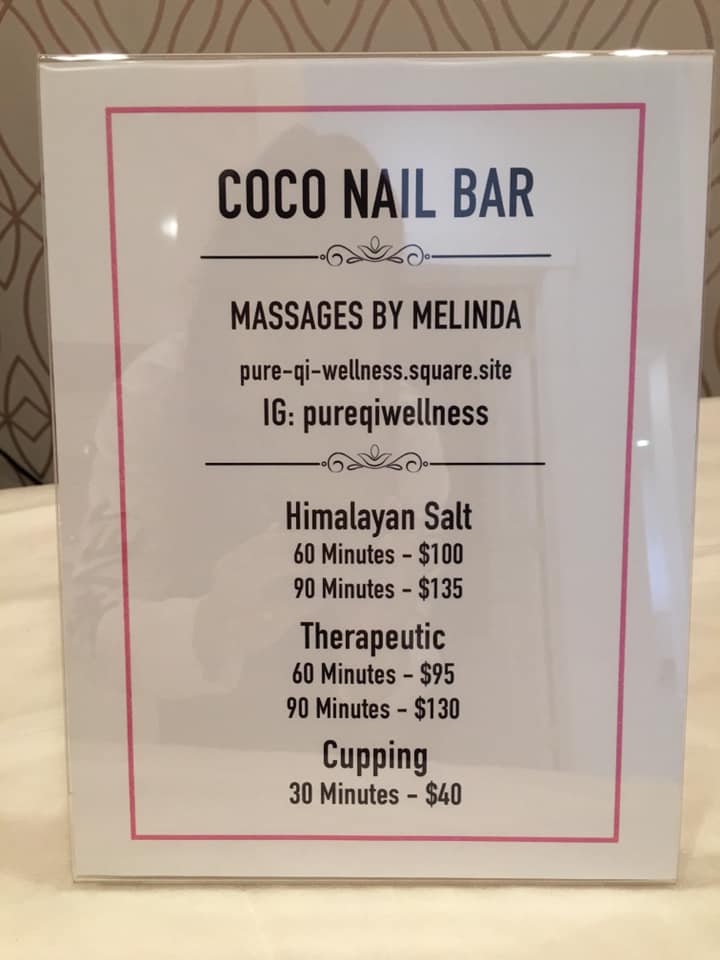 COCO NAIL BAR
MASSAGES BY MELINDA
pure-qi-wellness.square.site
IG: pureqiwellness
Himalayan Salt
60 Minutes - $100
90 Minutes - $135
Therapeutic
60 Minutes - $95
90 Minutes - $130
Cupping
30 Minutes - $40